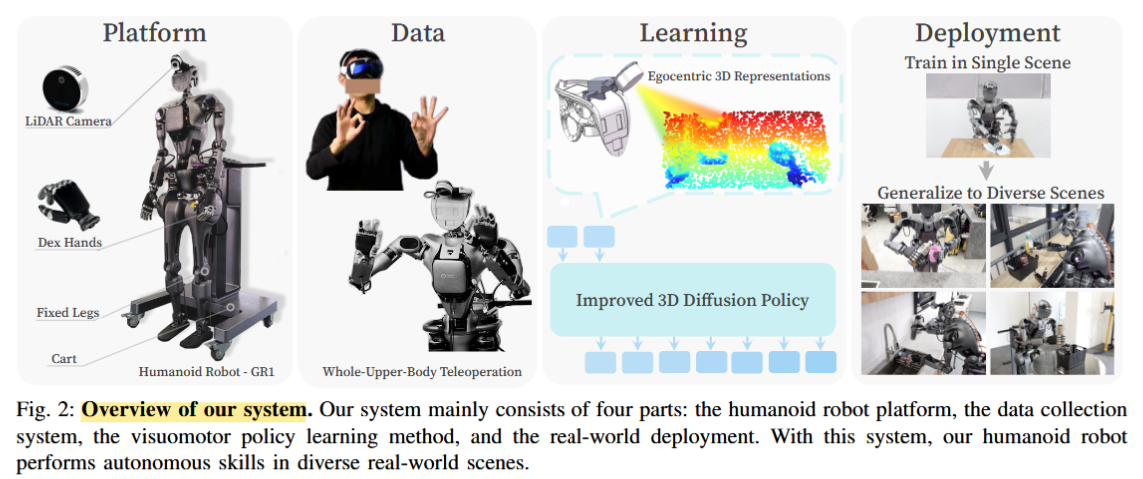 Platform
LiDAR Camera
Dex Hands
Fixed Legs
Cart
Humanoid Robot - GR1
Data
Whole-Upper-Body Teleoperation
Learning
Egocentric 3D Representations
Improved 3D Diffusion Policy
Deployment
Train in Single Scene
Generalize to Diverse Scenes
Fig. 2: Overview of our system. Our system mainly consists of four parts: the humanoid robot platform, the data collection
system, the visuomotor policy learning method, and the real-world deployment. With this system, our humanoid robot
performs autonomous skills in diverse real-world scenes.